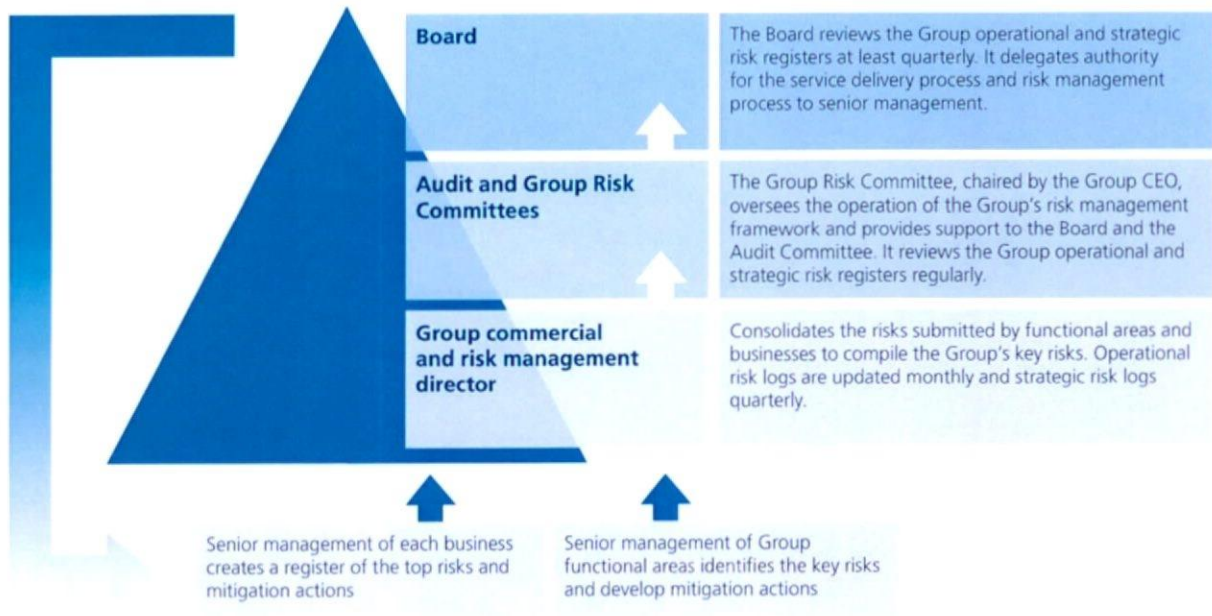 Board
The Board reviews the Group operational and strategic
risk registers at least quarterly. It delegates authority
for the service delivery process and risk management
process to senior management.
Audit and Group Risk
Committees
The Group Risk Committee, chaired by the Group CEO,
oversees the operation of the Group's risk management
framework and provides support to the Board and the
Audit Committee. It reviews the Group operational and
strategic risk registers regularly.
Group commercial
and risk management
director
Consolidates the risks submitted by functional areas and
businesses to compile the Group's key risks. Operational
risk logs are updated monthly and strategic risk logs
quarterly.
Senior management of each business
creates a register of the top risks and
mitigation actions
Senior management of Group
functional areas identifies the key risks
and develop mitigation actions